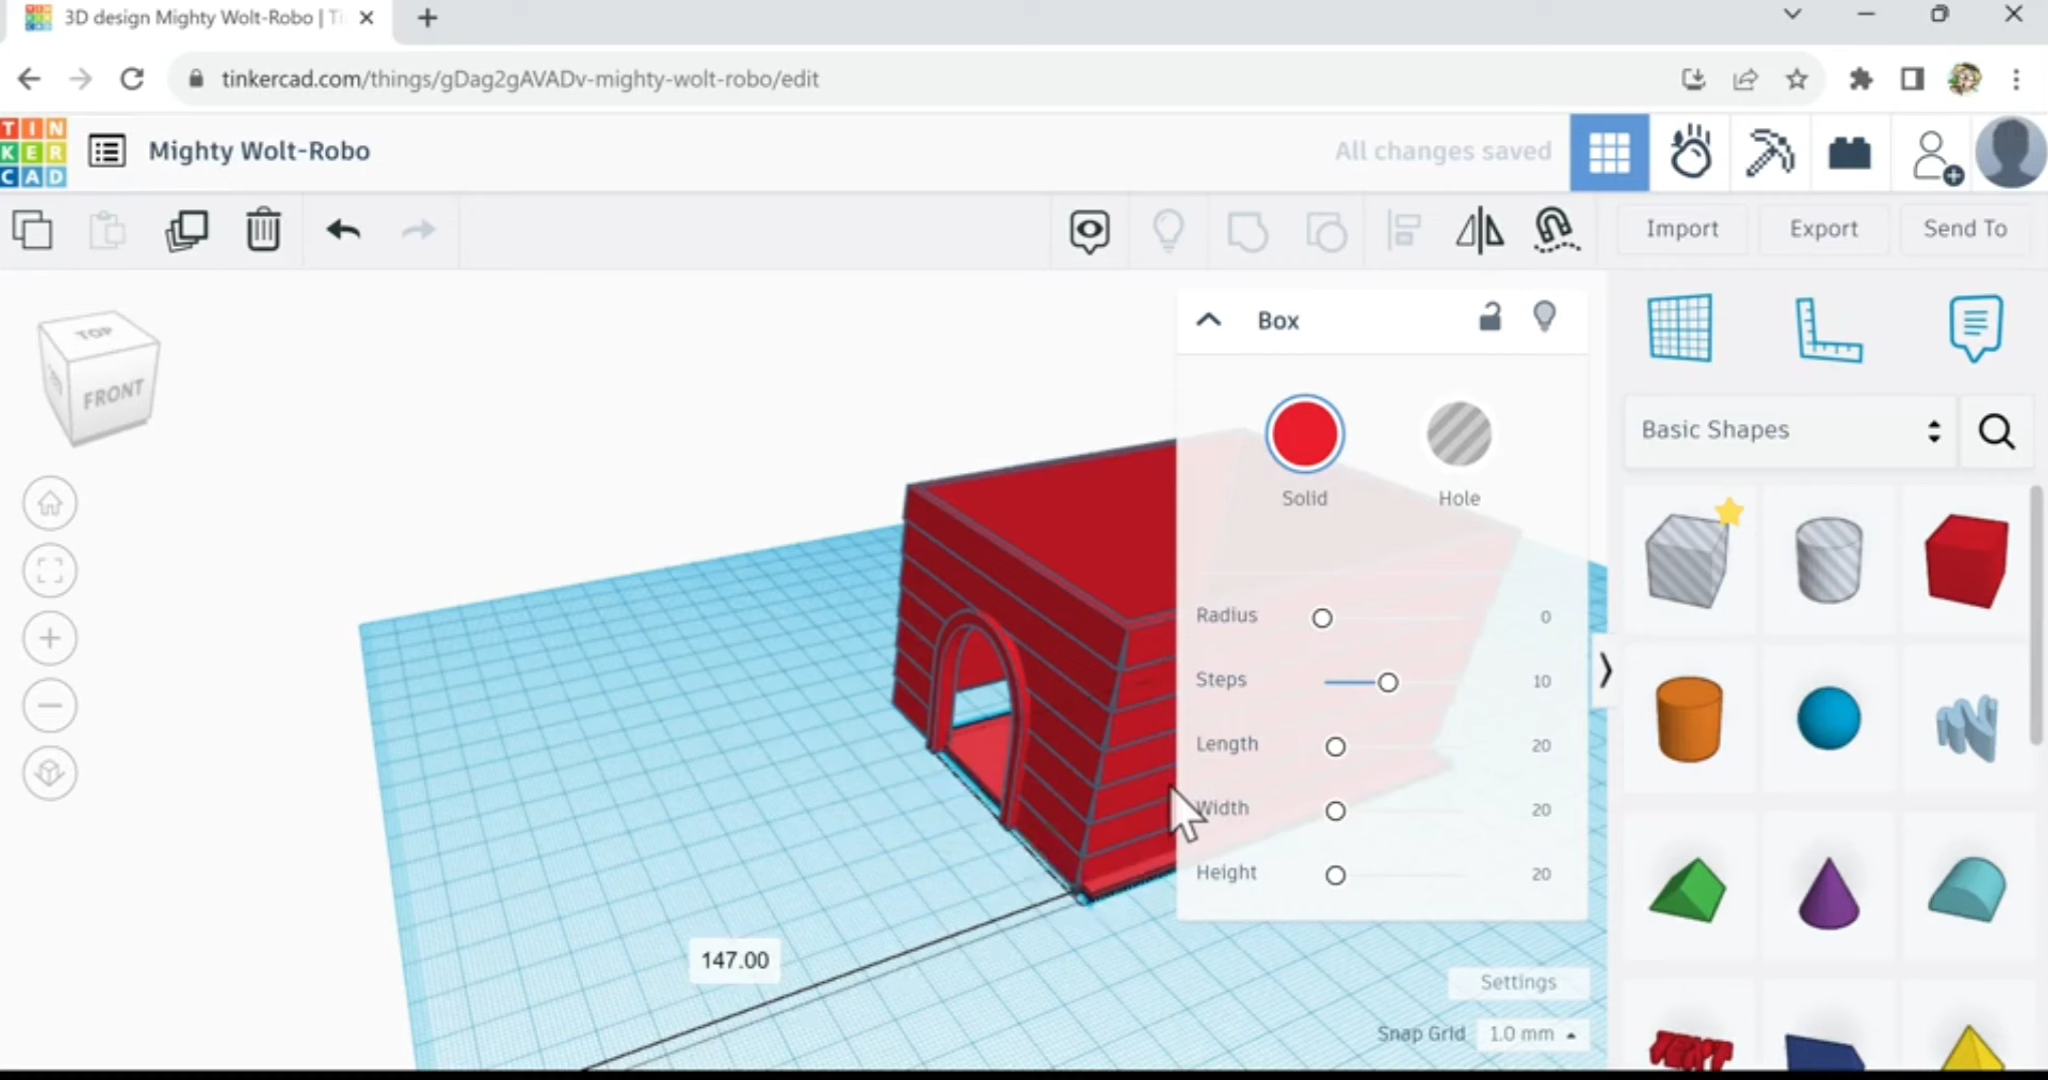 3D design Mighty Wolt-Robo | Ti
tinkercad.com/things/gDag2gAVADv-mighty-wolt-robo/edit
TIN
KER
CAD
Mighty Wolt-Robo
All changes saved
Import
Export
Send To
TOP
FRONT
Box
Solid
Hole
Basic Shapes
Radius
0
Steps
10
Length
20
Width
20
Height
20
147.00
Settings
Snap Grid
1.0 mm
TEXT